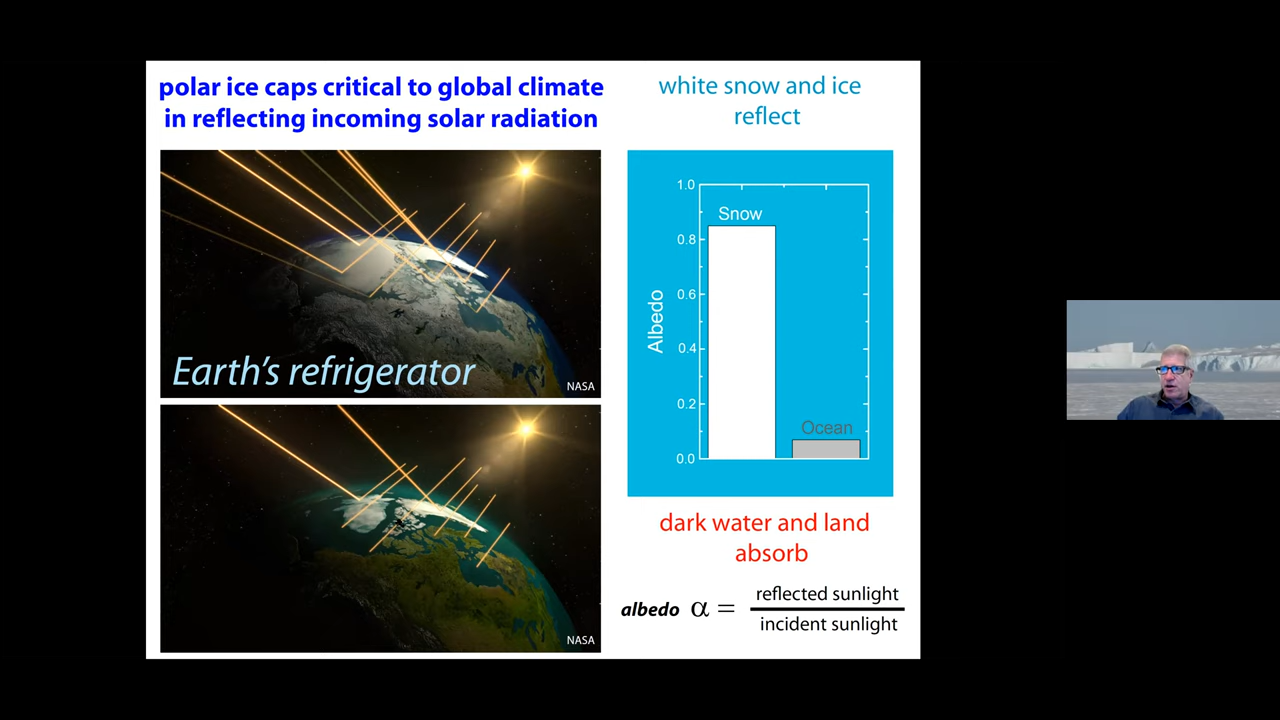 polar ice caps critical to global climate
in reflecting incoming solar radiation
Earth's refrigerator
NASA
NASA
white snow and ice
reflect
1.0
0.8
0.6
0.4
0.2
0.0
Albedo
Snow
Ocean
dark water and land
absorb
albedo α = reflected sunlight
incident sunlight